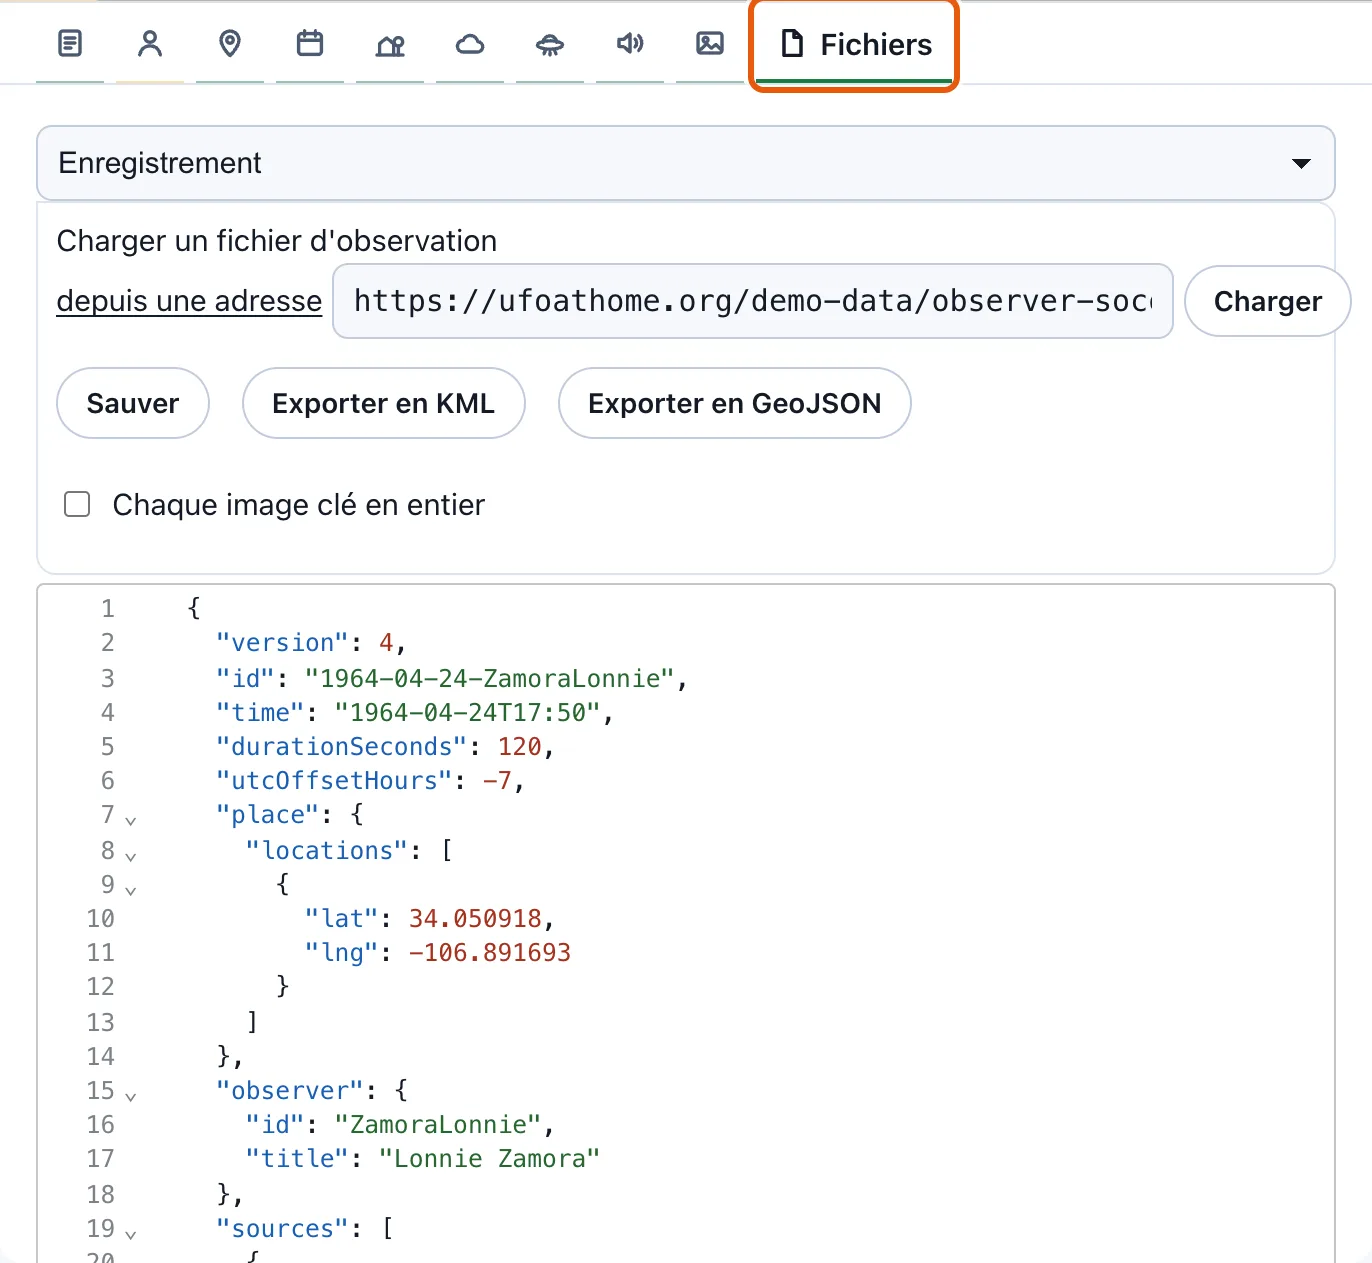 Fichiers
Enregistrement
Charger un fichier d'observation
depuis une adresse https://ufoathome.org/demo-data/observer-soc Charger
Sauver Exporter en KML Exporter en GeoJSON
Chaque image clé en entier
1 {
2 "version": 4,
3 "id": "1964-04-24-ZamoraLonnie",
4 "time": "1964-04-24T17:50",
5 "durationSeconds": 120,
6 "utcOffsetHours": -7,
7 "place": {
8 "locations": [
9 {
10 "lat": 34.050918,
11 "lng": -106.891693
12 }
13 ]
14 },
15 "observer": {
16 "id": "ZamoraLonnie",
17 "title": "Lonnie Zamora"
18 },
19 "sources": [
20 {